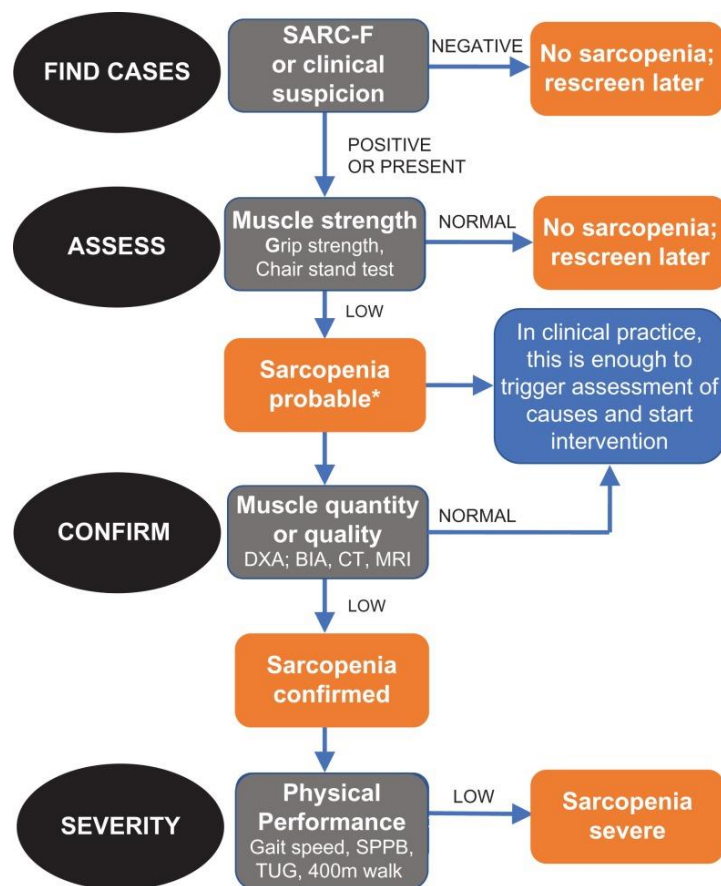 FIND CASES
SARC-F
or clinical
suspicion
NEGATIVE
No sarcopenia;
rescreen later
POSITIVE
OR PRESENT
ASSESS
Muscle strength
Grip strength,
Chair stand test
NORMAL
No sarcopenia;
rescreen later
LOW
Sarcopenia
probable*
In clinical practice,
this is enough to
trigger assessment of
causes and start
intervention
CONFIRM
Muscle quantity
or quality
DXA; BIA, CT, MRI
NORMAL
LOW
Sarcopenia
confirmed
SEVERITY
Physical
Performance
Gait speed, SPPB,
TUG, 400m walk
LOW
Sarcopenia
severe